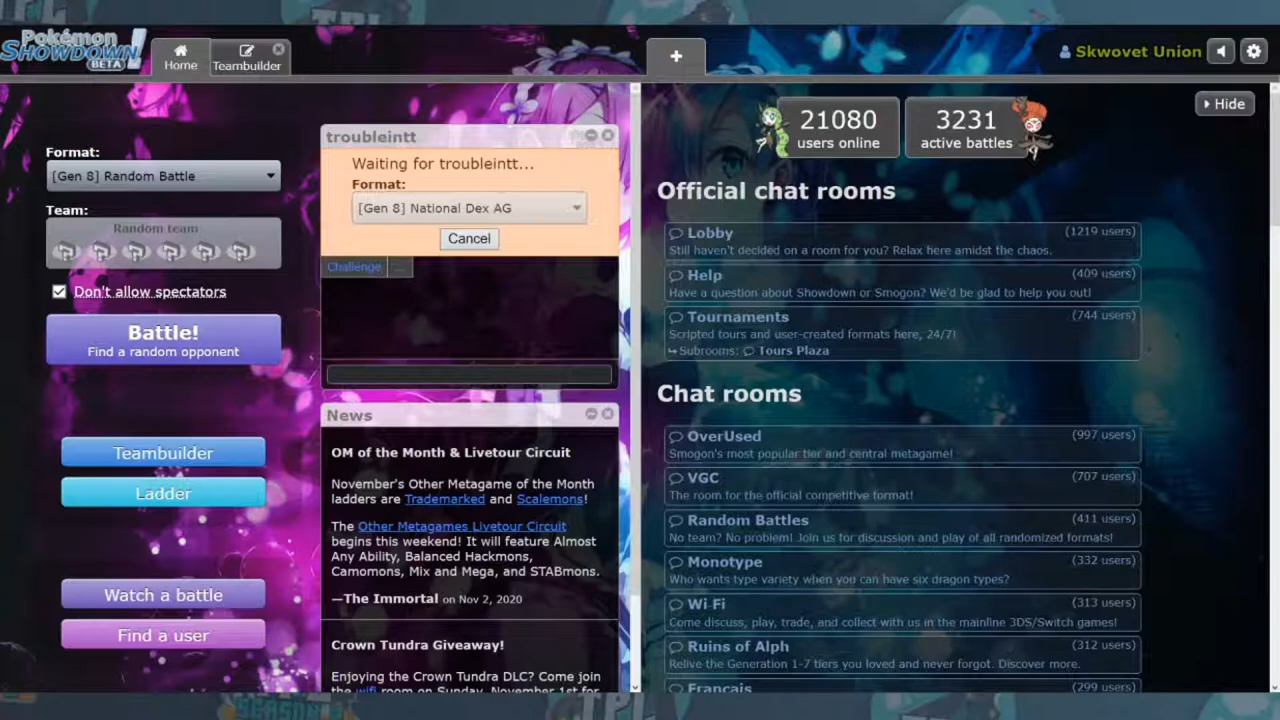 Pokémon
SHOWDOWN!
BETA
Home
Teambuilder
+
Skwovet Union
Format:
[Gen 8] Random Battle
Team:
Random team
Don't allow spectators
Battle!
Find a random opponent
Teambuilder
Ladder
Watch a battle
Find a user
troubleintt
Waiting for troubleintt...
Format:
[Gen 8] National Dex AG
Cancel
Challenge
...
News
OM of the Month & Livetour Circuit
November's Other Metagame of the Month
ladders are Trademarked and Scalemons!
The Other Metagames Livetour Circuit
begins this weekend! It will feature Almost
Any Ability, Balanced Hackmons,
Camomons, Mix and Mega, and STABmons.
—The Immortal on Nov 2, 2020
Crown Tundra Giveaway!
Enjoying the Crown Tundra DLC? Come join
the wifi room on Sunday, November 1st for
21080
users online
3231
active battles
Hide
Official chat rooms
Lobby (1219 users)
Still haven't decided on a room for you? Relax here amidst the chaos.
Help (409 users)
Have a question about Showdown or Smogon? We'd be glad to help you out!
Tournaments (744 users)
Scripted tours and user-created formats here, 24/7!
Subrooms: Tours Plaza
Chat rooms
OverUsed (997 users)
Smogon's most popular tier and central metagame!
VGC (707 users)
The room for the official competitive format!
Random Battles (411 users)
No team? No problem! Join us for discussion and play of all randomized formats!
Monotype (332 users)
Who wants type variety when you can have six dragon types?
Wi-Fi (313 users)
Come discuss, play, trade, and collect with us in the mainline 3DS/Switch games!
Ruins of Alph (312 users)
Relive the Generation 1-7 tiers you loved and never forgot. Discover more.
Français (299 users)
TPL
SEASON
TPL